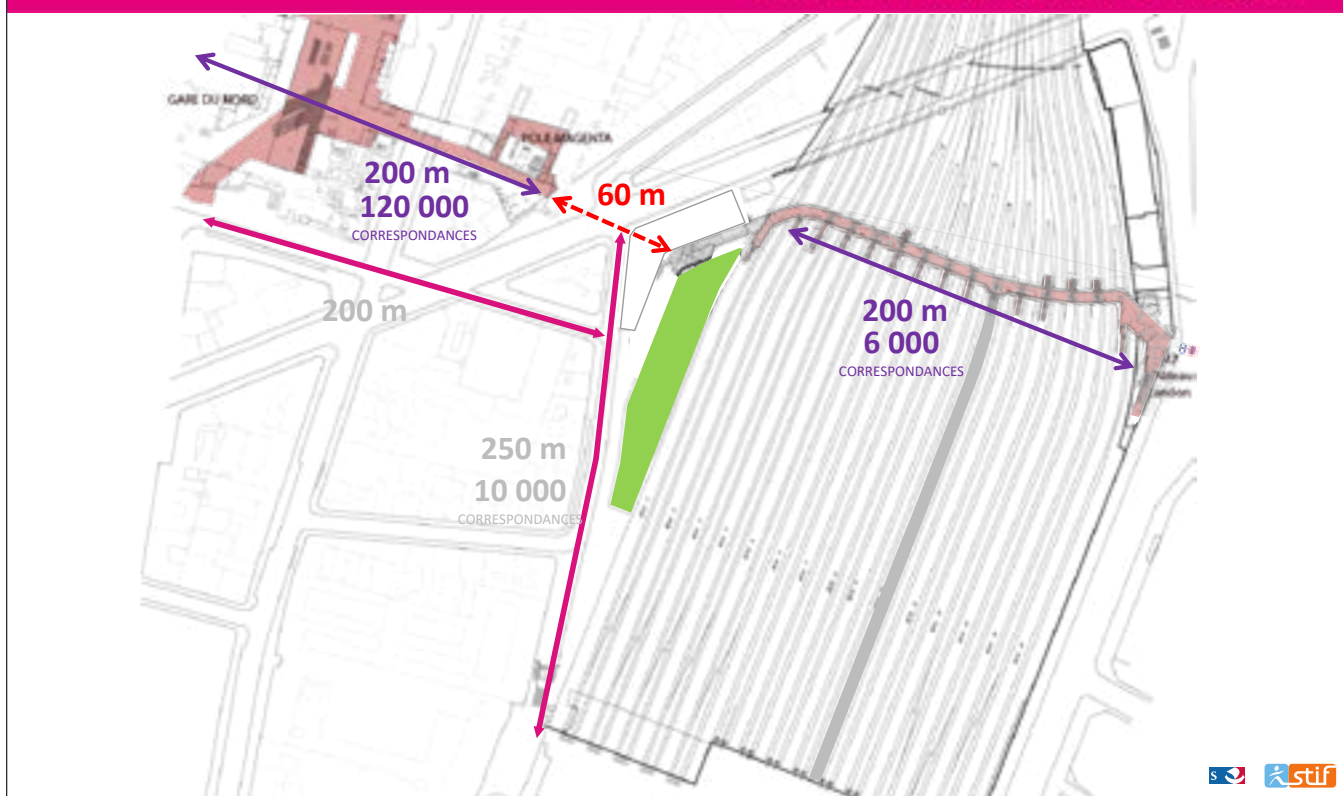 GARE DU NORD
POLE MAGENTA
200 m
120 000
CORRESPONDANCES
60 m
200 m
200 m
6 000
CORRESPONDANCES
250 m
10 000
CORRESPONDANCES
stif